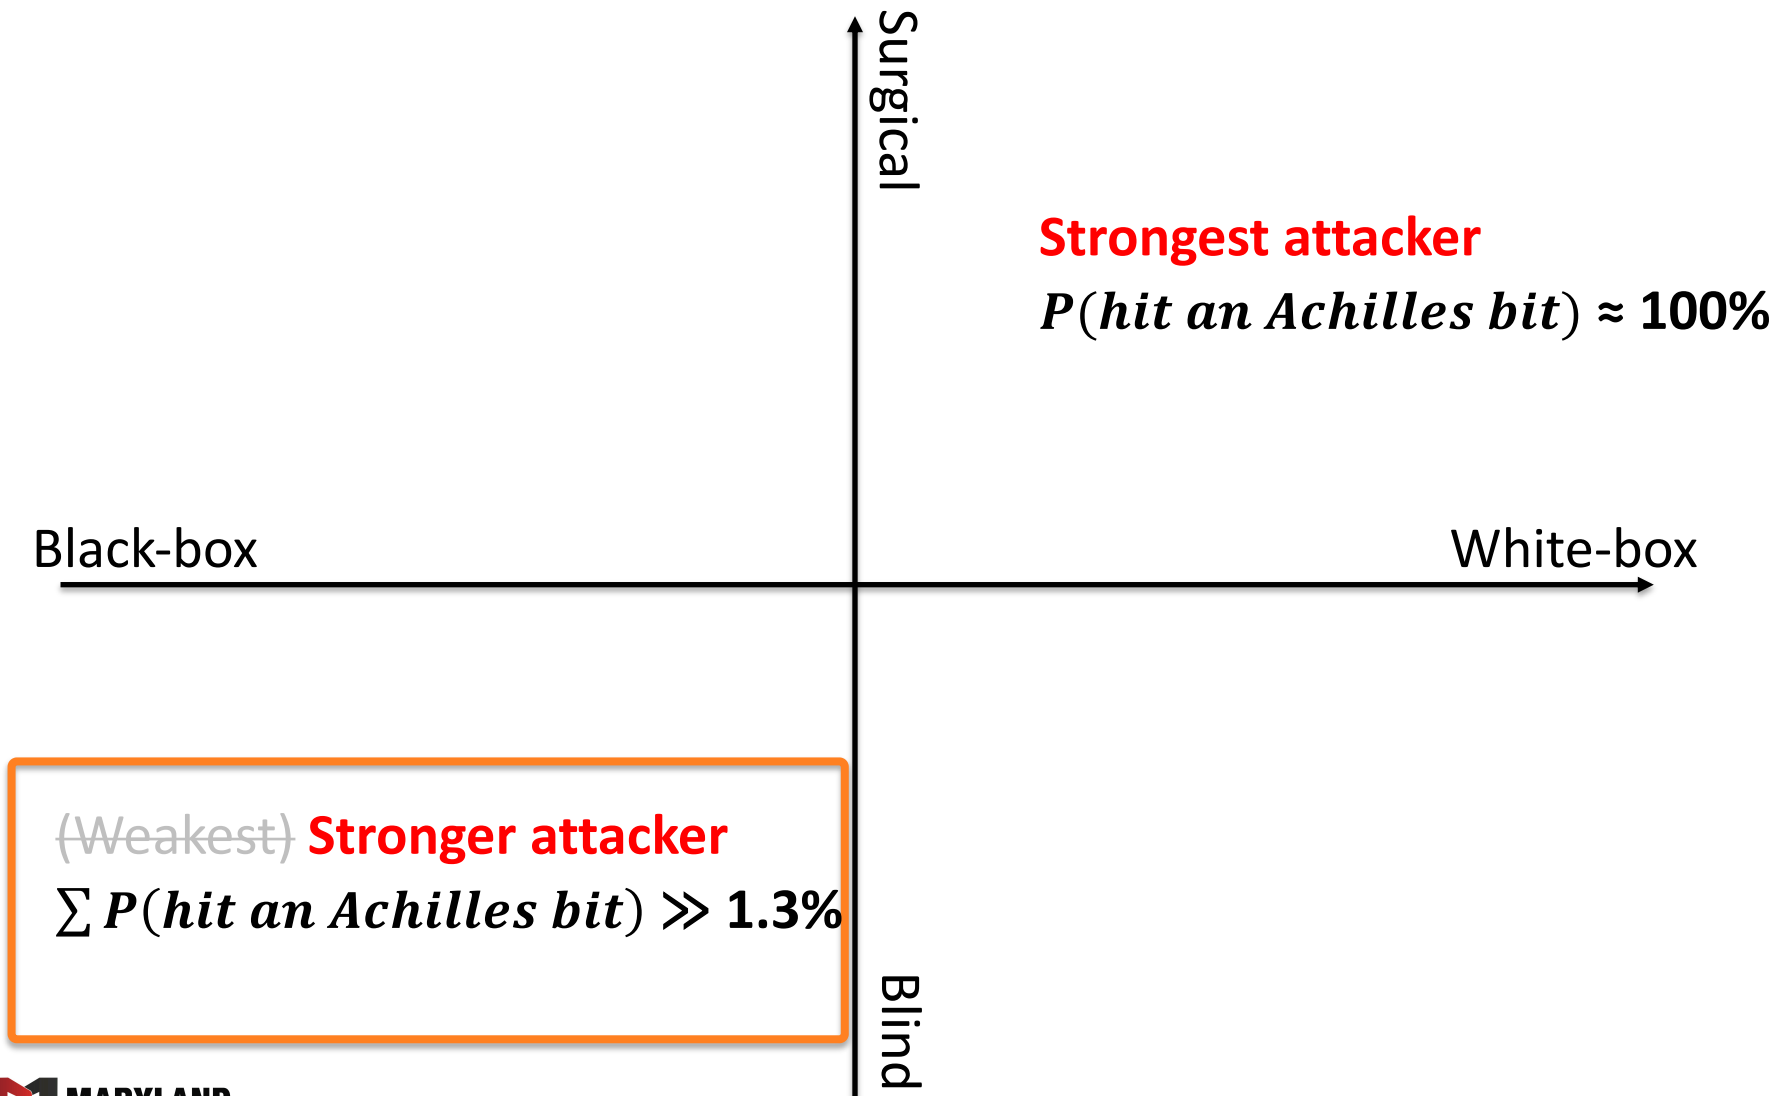 Surgical
Strongest attacker
P(hit an Achilles bit) ≈ 100%
Black-box
White-box
(Weakest) Stronger attacker
∑ P(hit an Achilles bit) ≫ 1.3%
Blind
MARYLAND